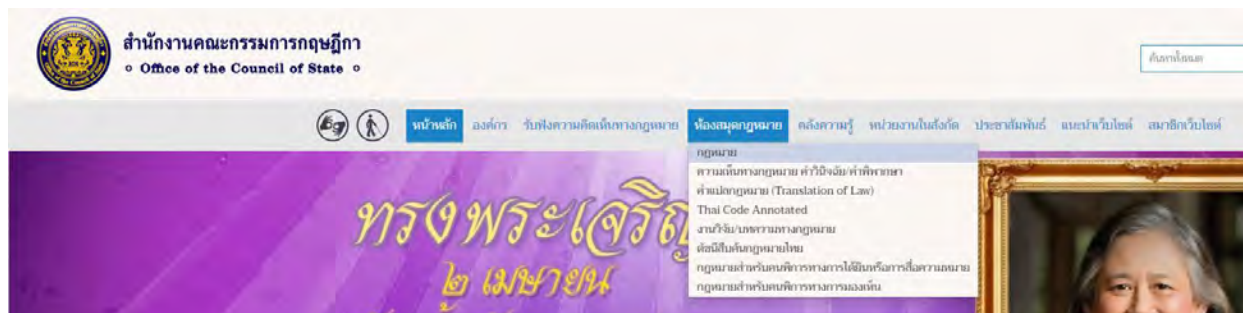 สำนักงานคณะกรรมการกฤษฎีกา
° Office of the Council of State °
ค้นหาทั้งหมด
หน้าหลัก องค์กร รับฟังความคิดเห็นทางกฎหมาย ห้องสมุดกฎหมาย คลังความรู้ หน่วยงานในสังกัด ประชาสัมพันธ์ แนะนำเว็บไซต์ สมาชิกเว็บไซต์
กฎหมาย
ความเห็นทางกฎหมาย คำวินิจฉัย/คำพิพากษา
คำแปลกฎหมาย (Translation of Law)
Thai Code Annotated
งานวิจัย/บทความทางกฎหมาย
ดัชนีสืบค้นกฎหมายไทย
กฎหมายสำหรับคนพิการทางการได้ยินหรือการสื่อความหมาย
กฎหมายสำหรับคนพิการทางการมองเห็น
ทรงพระเจริญ
๒ เมษายน